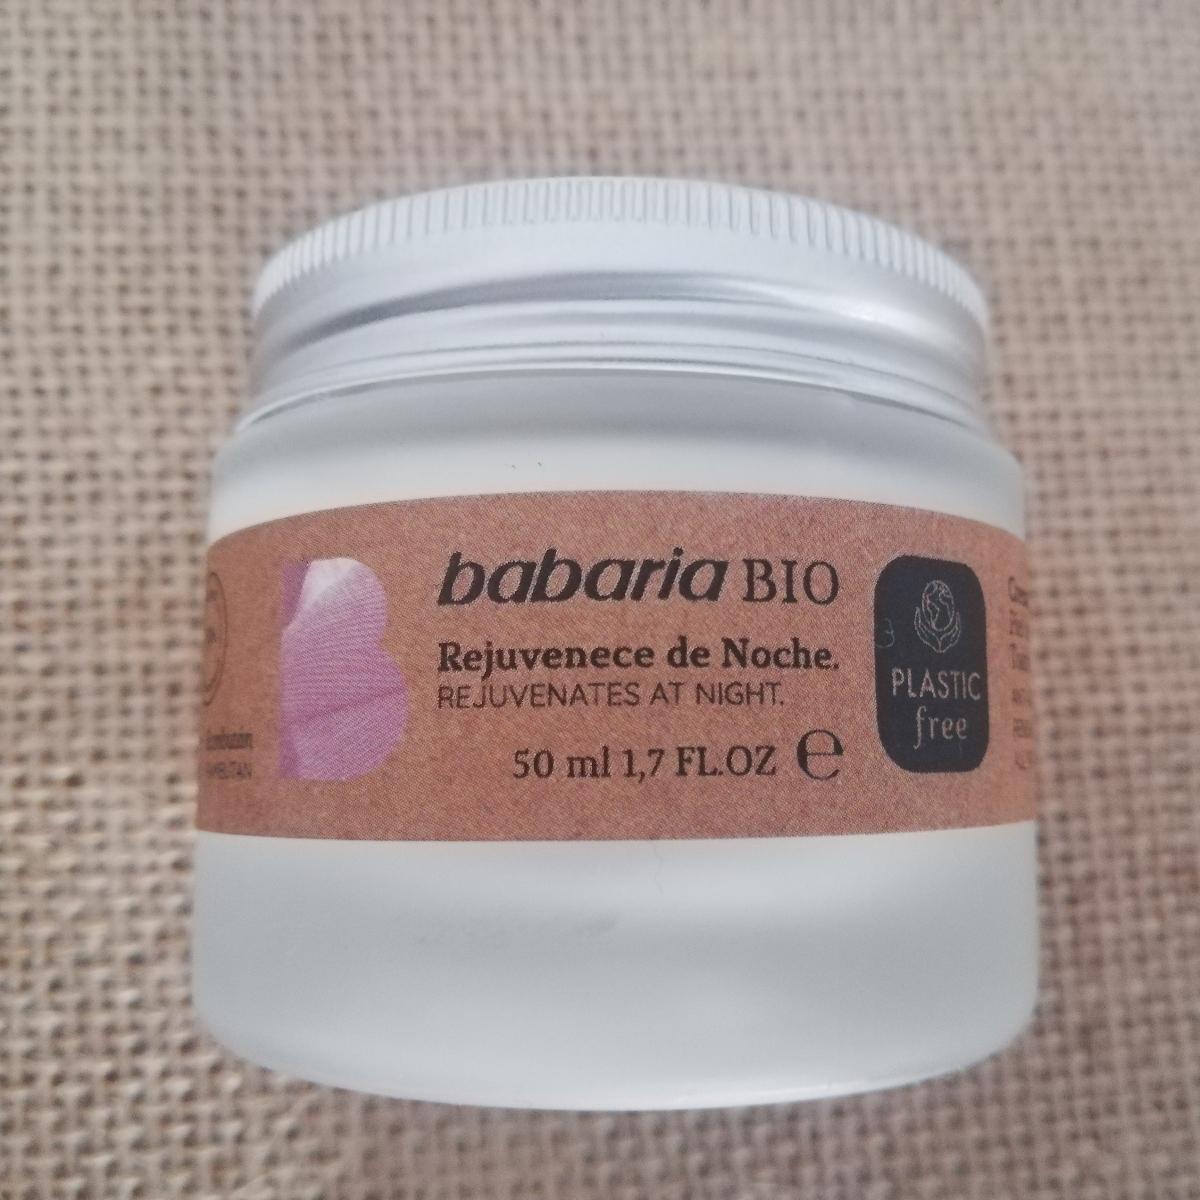 babaria BIO
Rejuvenece de Noche.
REJUVENATES AT NIGHT.
50 ml 1,7 FL.OZ ℮
PLASTIC
free